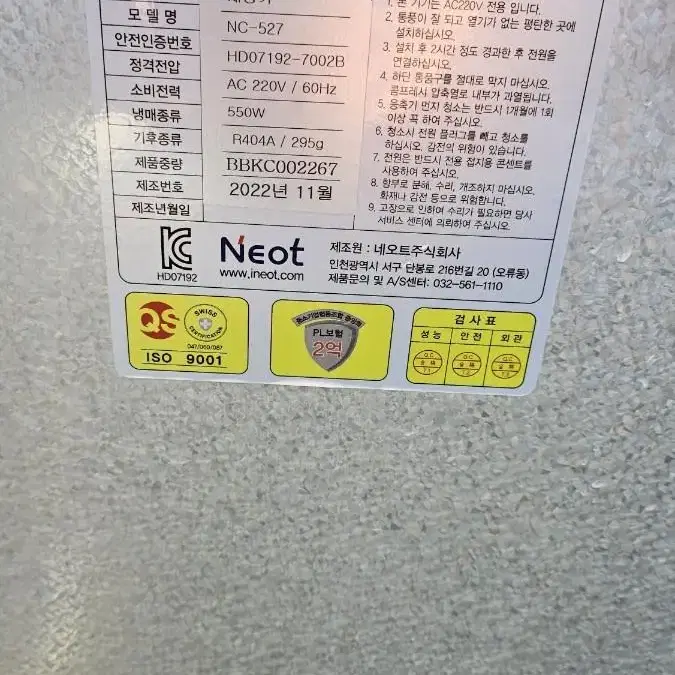 모 델 명
NC-527
안전인증번호
HD07192-7002B
정격전압
AC 220V / 60Hz
소비전력
550W
냉매종류
R404A / 295g
기후종류
제품중량
BBKC002267
제조번호
2022년 11월
제조년월일
1. 본 기기는 AC220V 전용 입니다.
2. 통풍이 잘 되고 열기가 없는 평탄한 곳에
설치하십시오.
3. 설치 후 2시간 정도 경과한 후 전원을
연결하십시오.
4. 하단 통풍구를 절대로 막지 마십시오.
콤프레샤 압축열로 내부가 과열됩니다.
5. 응축기 먼지 청소는 반드시 1개월에 1회
이상 꼭 하여 주십시오.
6. 청소시 전원 플러그를 빼고 청소를
하십시오. 감전의 위험이 있습니다.
7. 전원은 반드시 전용 접지용 콘센트를
사용하여 주십시오.
8. 함부로 분해, 수리, 개조하지 마십시오.
화재나 감전 등으로 위험합니다.
9. 고장으로 인하여 수리가 필요하면 당사
서비스 센터에 의뢰하여 주십시오.
HD07192
Neot
www.ineot.com
제조원 : 네오트주식회사
인천광역시 서구 단봉로 216번길 20 (오류동)
제품문의 및 A/S센터: 032-561-1110
QS
SWISS
CERTIFICATION
047/060/087
ISO 9001
PL보험
2억
검 사 표
성 능 안 전 외 관
Q.C Q.C Q.C